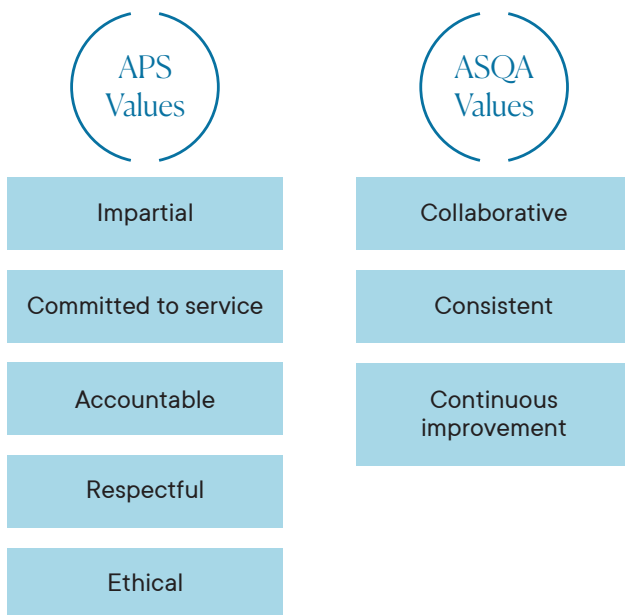 APS
Values
Impartial
Committed to service
Accountable
Respectful
Ethical
ASQA
Values
Collaborative
Consistent
Continuous
improvement